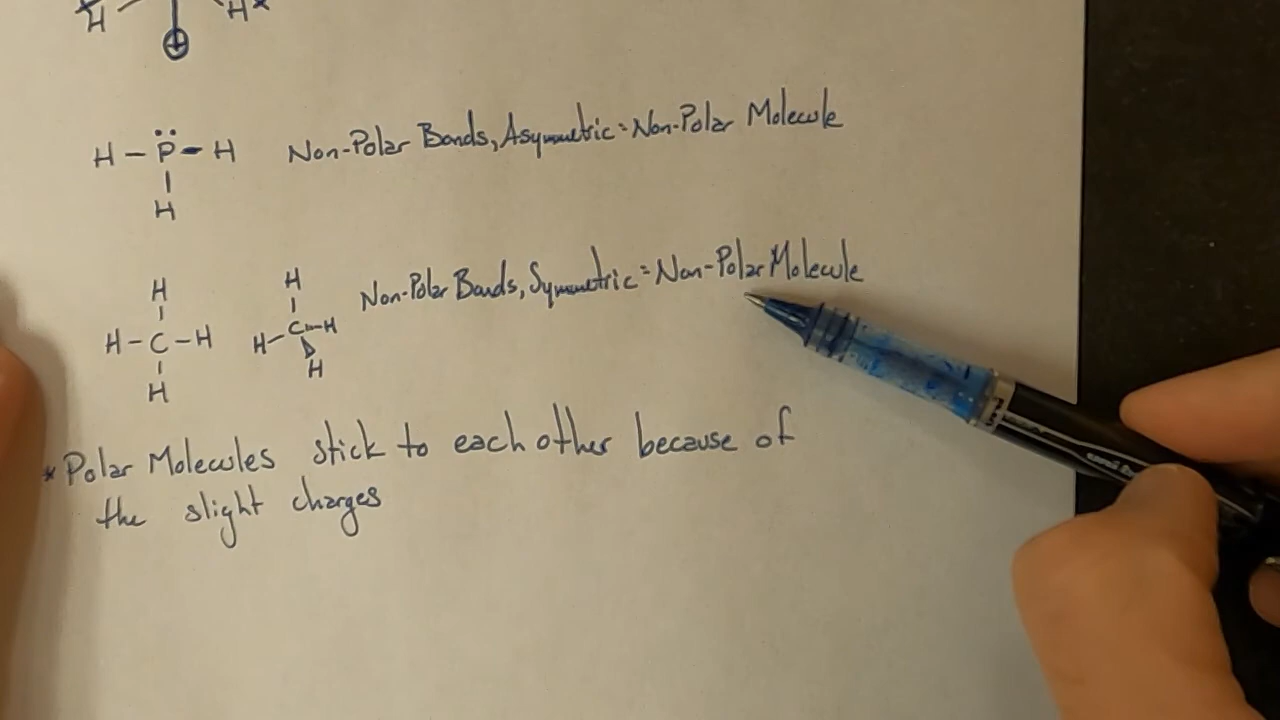 H H
⊕
H – P – H Non-Polar Bonds, Asymmetric = Non-Polar Molecule
H
H H Non-Polar Bonds, Symmetric = Non-Polar Molecule
H – C – H H – C – H
H H
* Polar Molecules stick to each other because of
the slight charges